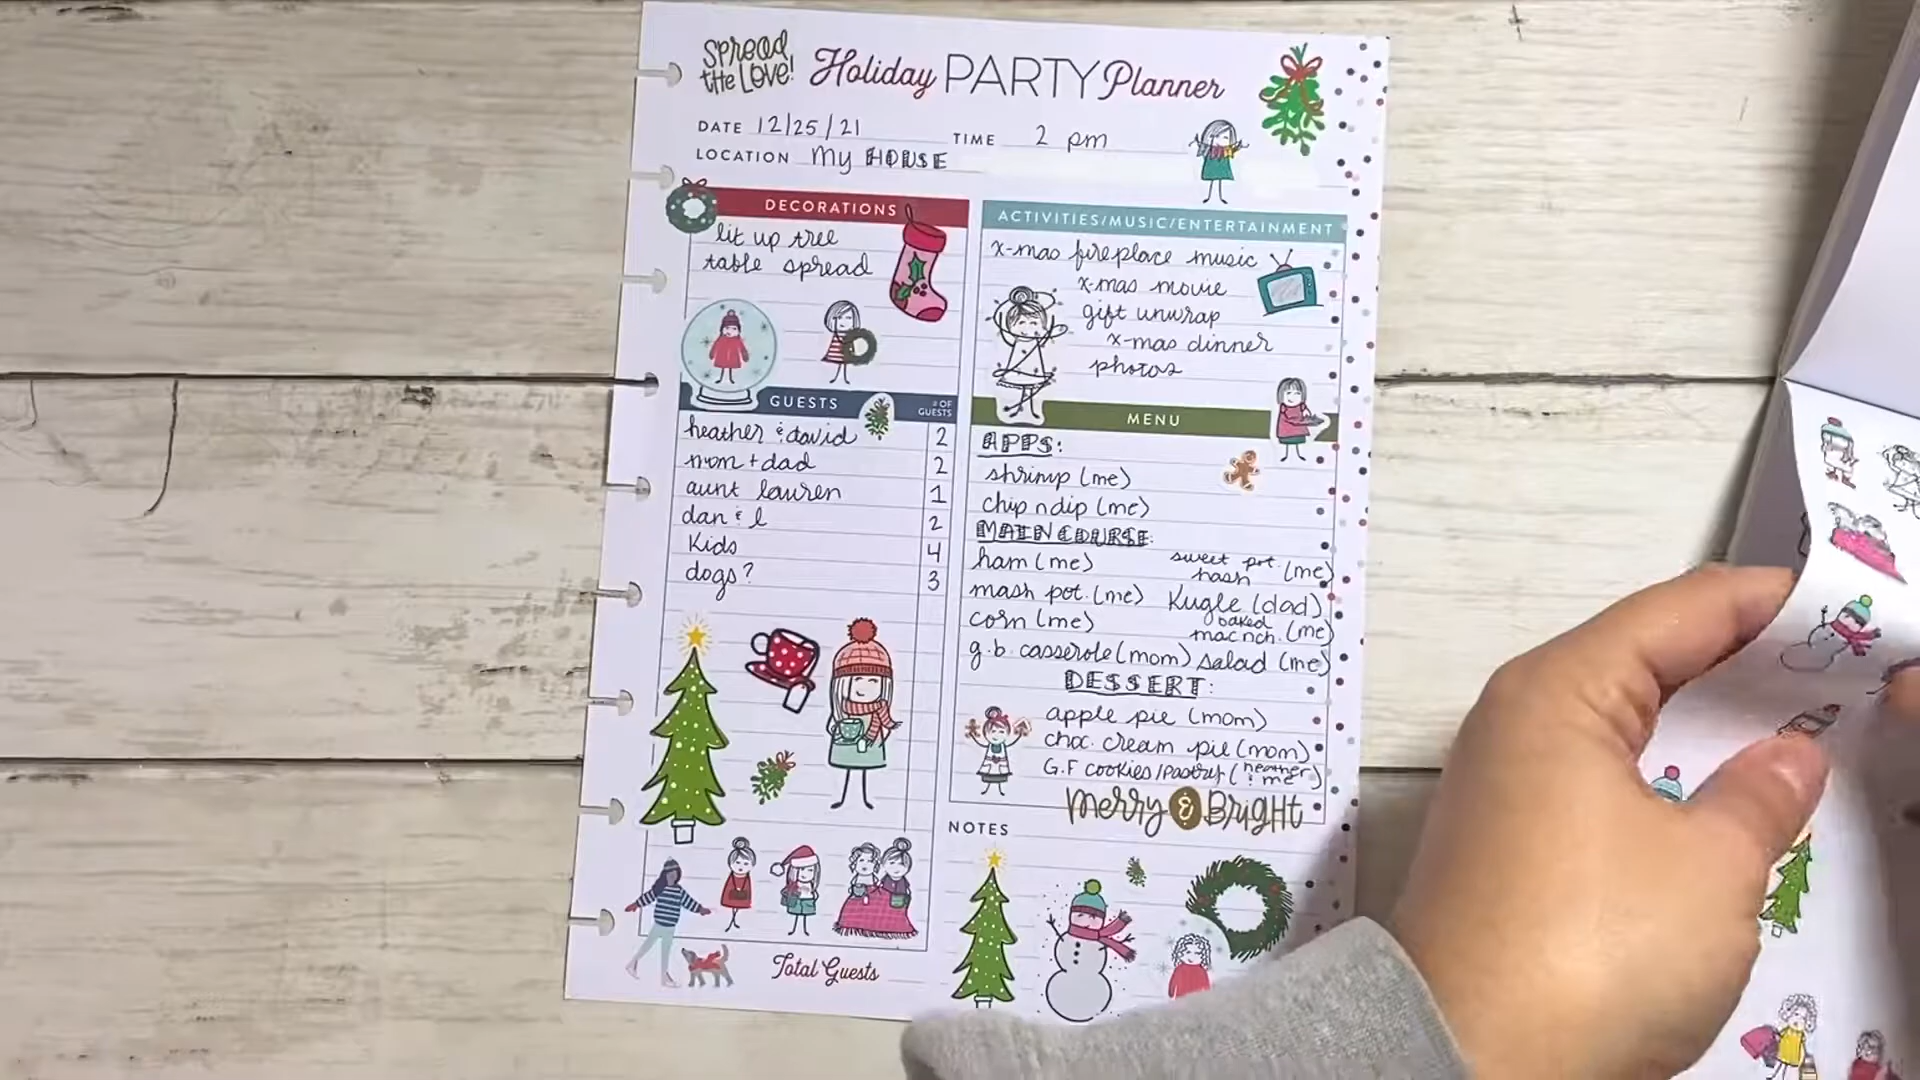 spread the Love! Holiday PARTY Planner
DATE 12/25/21 TIME 2 pm
LOCATION my HOUSE
DECORATIONS
lit up tree
table spread
GUESTS # OF GUESTS
heather & david 2
mom + dad 2
aunt lauren 1
dan & I 2
Kids 4
dogs? 3
Total Guests
ACTIVITIES/MUSIC/ENTERTAINMENT
x-mas fireplace music
x-mas movie
gift unwrap
x-mas dinner
photos
MENU
APPS:
shrimp (me)
chip n dip (me)
MAIN COURSE:
ham (me) sweet pot. hash (me)
mash pot. (me) Kugle (dad)
corn (me) baked mac n ch. (me)
g.b. casserole (mom) salad (me)
DESSERT:
apple pie (mom)
choc. cream pie (mom)
G.F cookies/pastry (heather & me)
merry & Bright
NOTES